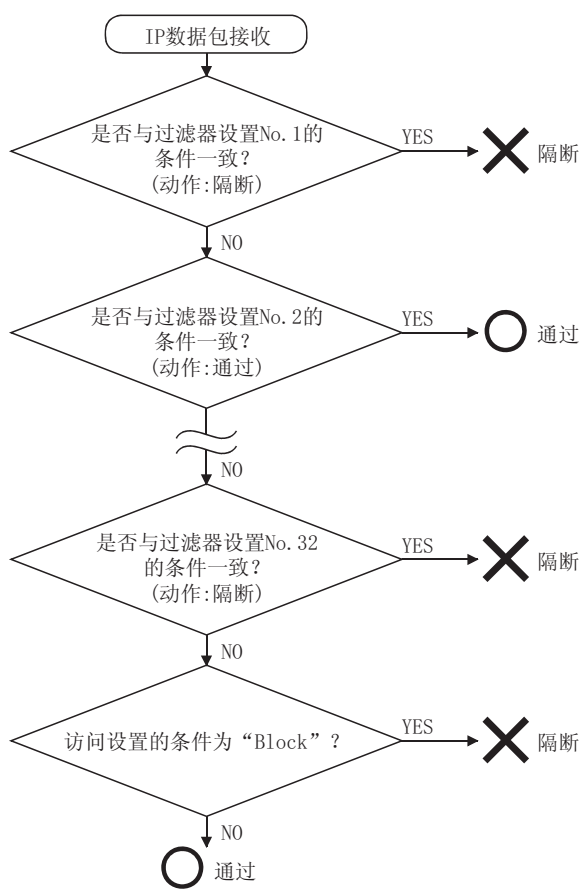 IP数据包接收
是否与过滤器设置No.1的
条件一致?
(动作:隔断)
YES
隔断
NO
是否与过滤器设置No.2的
条件一致?
(动作:通过)
YES
通过
NO
是否与过滤器设置No.32
的条件一致?
(动作:隔断)
YES
隔断
NO
访问设置的条件为“Block”?
YES
隔断
NO
通过